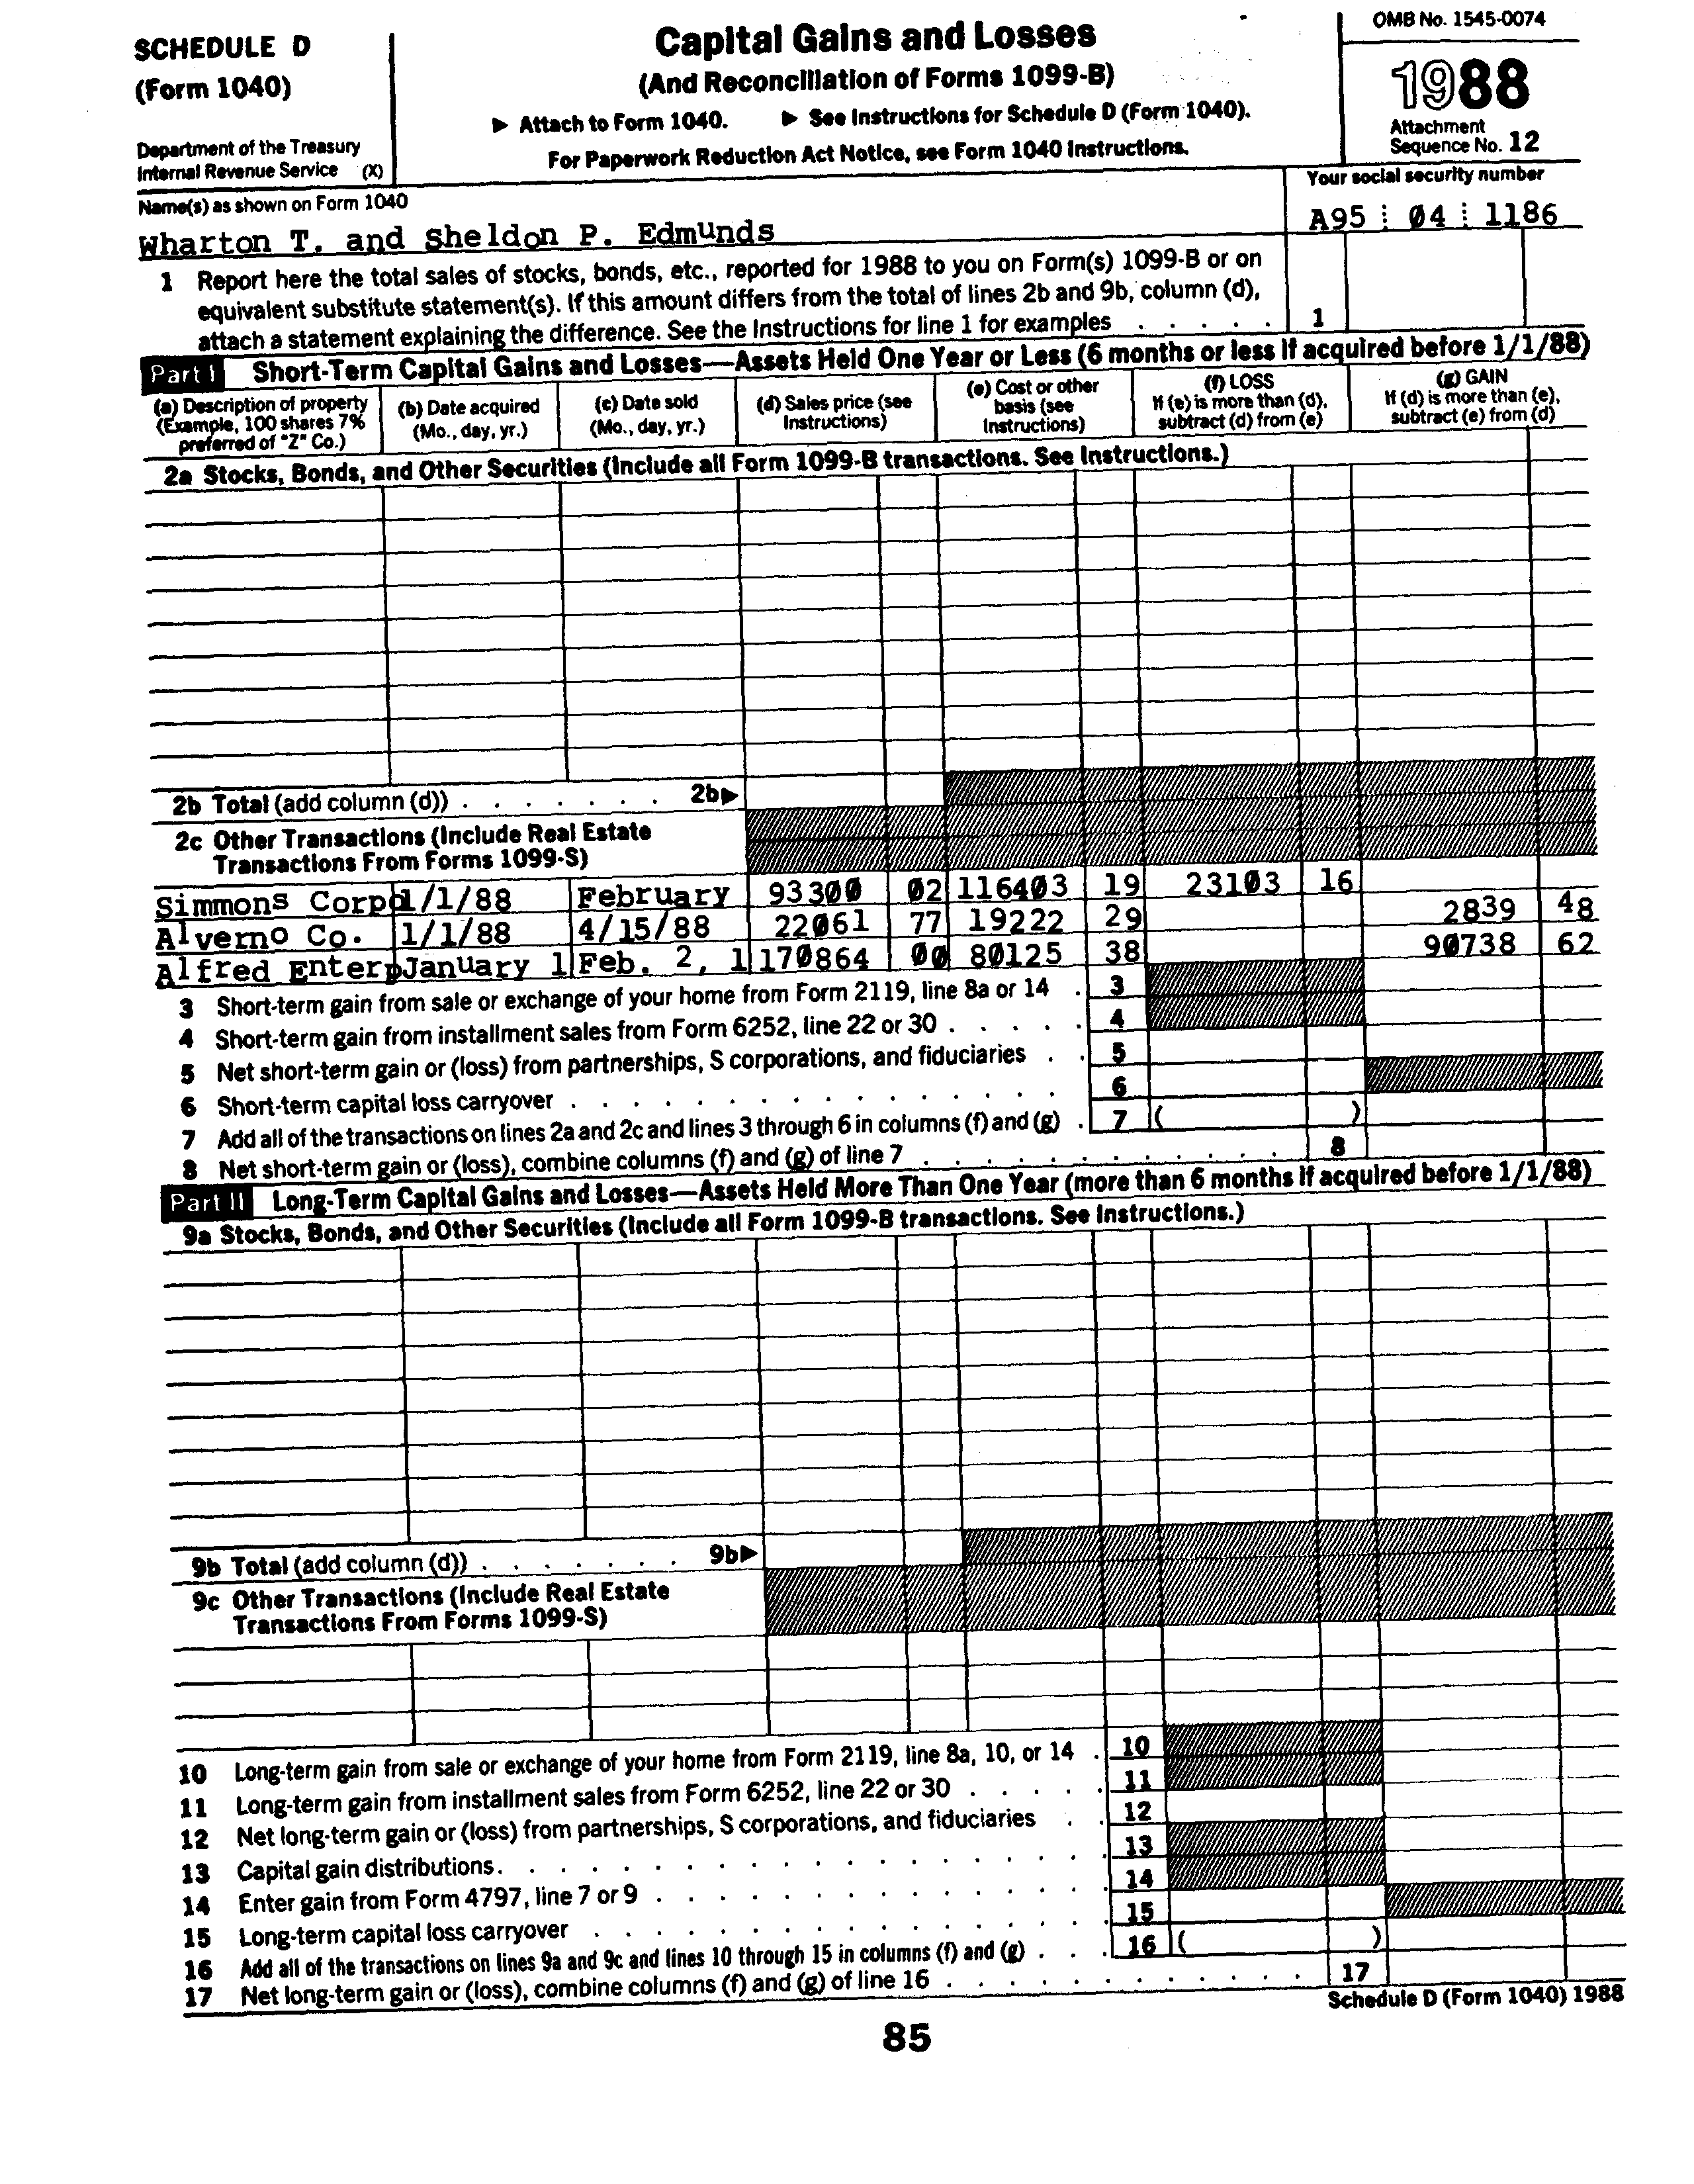 SCHEDULE D
(Form 1040)
Department of the Treasury
Internal Revenue Service (X)
Capital Gains and Losses
(And Reconciliation of Forms 1099-B)
▶ Attach to Form 1040. ▶ See Instructions for Schedule D (Form 1040).
For Paperwork Reduction Act Notice, see Form 1040 Instructions.
OMB No. 1545-0074
1988
Attachment
Sequence No. 12
Name(s) as shown on Form 1040
Your social security number
Wharton T. and Sheldon P. Edmunds
A95 04 1186
1 Report here the total sales of stocks, bonds, etc., reported for 1988 to you on Form(s) 1099-B or on
equivalent substitute statement(s). If this amount differs from the total of lines 2b and 9b, column (d),
attach a statement explaining the difference. See the Instructions for line 1 for examples . . . . . 1
Part I Short-Term Capital Gains and Losses—Assets Held One Year or Less (6 months or less if acquired before 1/1/88)
(a) Description of property
(Example, 100 shares 7%
preferred of "Z" Co.)
(b) Date acquired
(Mo., day, yr.)
(c) Date sold
(Mo., day, yr.)
(d) Sales price (see
Instructions)
(e) Cost or other
basis (see
Instructions)
(f) LOSS
If (e) is more than (d),
subtract (d) from (e)
(g) GAIN
If (d) is more than (e),
subtract (e) from (d)
2a Stocks, Bonds, and Other Securities (Include all Form 1099-B transactions. See Instructions.)
2b Total (add column (d)) . . . . . . . 2b▶
2c Other Transactions (Include Real Estate
Transactions From Forms 1099-S)
Simmons Corpo 1/1/88 February 93300 02 116403 19 23103 16
Alverno Co. 1/1/88 4/15/88 22061 77 19222 29 2839 48
Alfred Enterp January 1 Feb. 2, 1 170864 00 80125 38 90738 62
3 Short-term gain from sale or exchange of your home from Form 2119, line 8a or 14 . 3
4 Short-term gain from installment sales from Form 6252, line 22 or 30 . . . . . 4
5 Net short-term gain or (loss) from partnerships, S corporations, and fiduciaries . . 5
6 Short-term capital loss carryover . . . . . . . . . . . . . . . 6
7 Add all of the transactions on lines 2a and 2c and lines 3 through 6 in columns (f) and (g) . 7 ( )
8 Net short-term gain or (loss), combine columns (f) and (g) of line 7 . . . . . . . . . . . . 8
Part II Long-Term Capital Gains and Losses—Assets Held More Than One Year (more than 6 months if acquired before 1/1/88)
9a Stocks, Bonds, and Other Securities (Include all Form 1099-B transactions. See Instructions.)
9b Total (add column (d)) . . . . . . . 9b▶
9c Other Transactions (Include Real Estate
Transactions From Forms 1099-S)
10 Long-term gain from sale or exchange of your home from Form 2119, line 8a, 10, or 14 . 10
11 Long-term gain from installment sales from Form 6252, line 22 or 30 . . . . . 11
12 Net long-term gain or (loss) from partnerships, S corporations, and fiduciaries . . 12
13 Capital gain distributions. . . . . . . . . . . . . . . . . . . 13
14 Enter gain from Form 4797, line 7 or 9 . . . . . . . . . . . . . . 14
15 Long-term capital loss carryover . . . . . . . . . . . . . . . . 15
16 Add all of the transactions on lines 9a and 9c and lines 10 through 15 in columns (f) and (g) . . . 16 ( )
17 Net long-term gain or (loss), combine columns (f) and (g) of line 16 . . . . . . . . . . . . 17
Schedule D (Form 1040) 1988
85